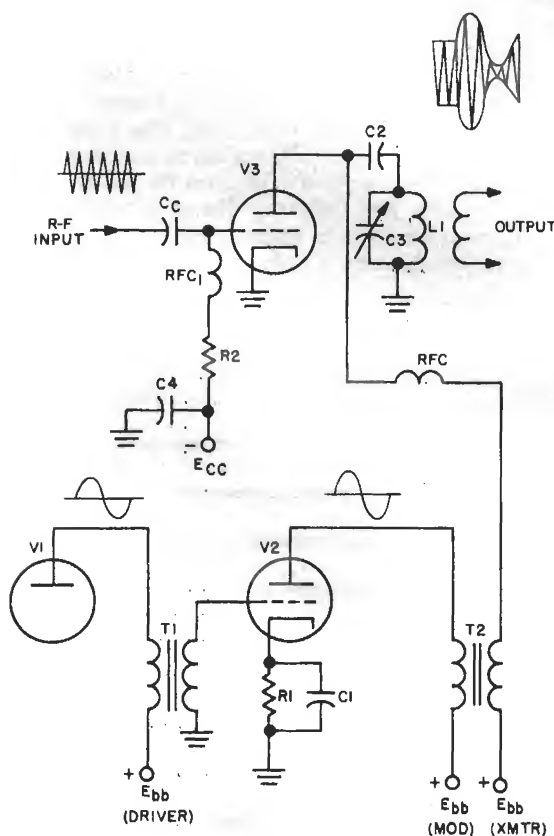 C2
V3
CC
R-F
INPUT
C3
L1
OUTPUT
RFC1
R2
RFC
C4
-
ECC
V1
V2
T1
T2
R1
C1
+
Ebb
(DRIVER)
+
Ebb
(MOD)
+
Ebb
(XMTR)